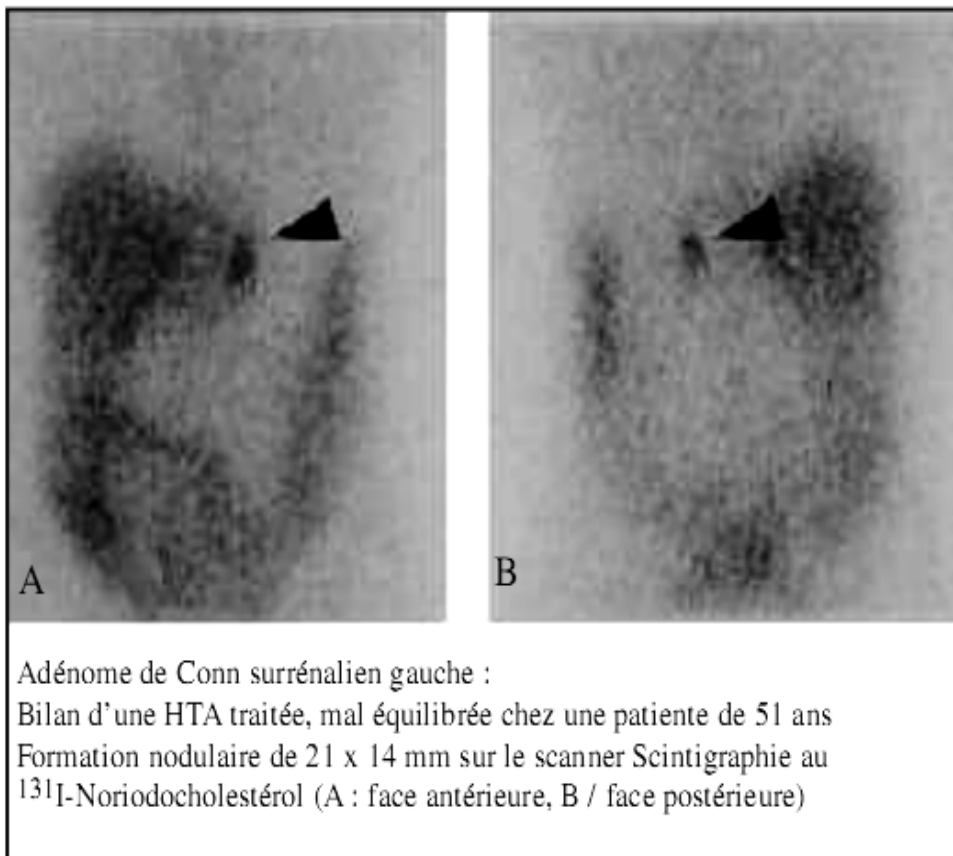 A
B
Adénome de Conn surrénalien gauche :
Bilan d'une HTA traitée, mal équilibrée chez une patiente de 51 ans
Formation nodulaire de 21 x 14 mm sur le scanner Scintigraphie au
131I-Noriodocholestérol (A : face antérieure, B / face postérieure)